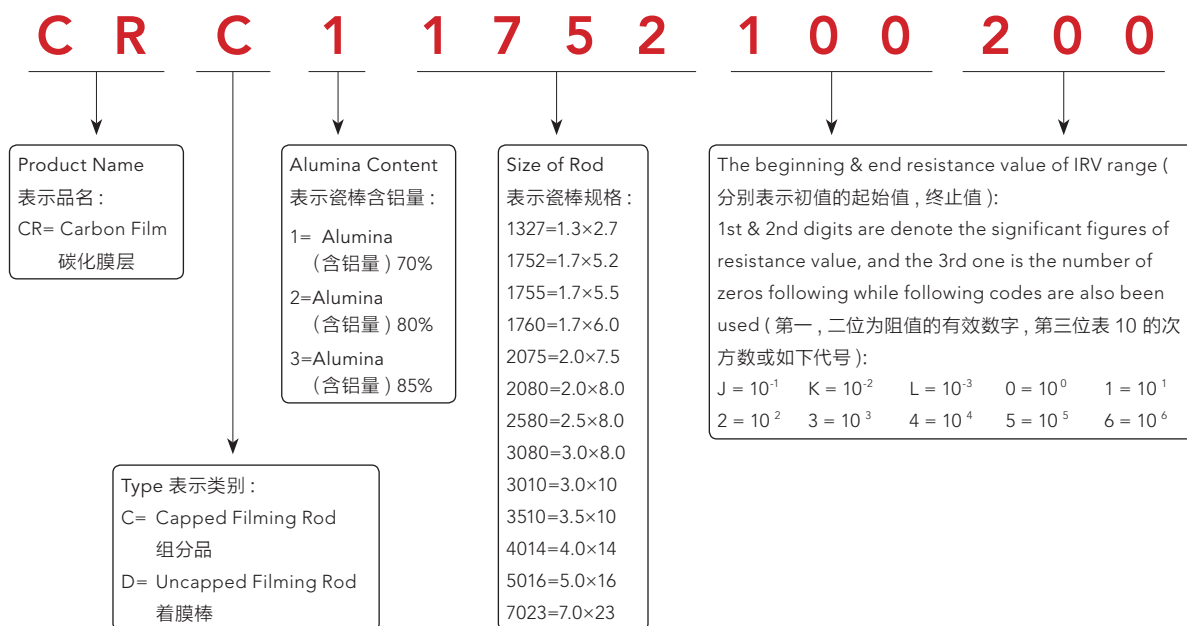 C R C 1 1 7 5 2 1 0 0 2 0 0
Product Name
表示品名 :
CR= Carbon Film
碳化膜层
Type 表示类别 :
C= Capped Filming Rod
组分品
D= Uncapped Filming Rod
着膜棒
Alumina Content
表示瓷棒含铝量 :
1= Alumina
(含铝量 ) 70%
2=Alumina
(含铝量 ) 80%
3=Alumina
(含铝量 ) 85%
Size of Rod
表示瓷棒规格 :
1327=1.3×2.7
1752=1.7×5.2
1755=1.7×5.5
1760=1.7×6.0
2075=2.0×7.5
2080=2.0×8.0
2580=2.5×8.0
3080=3.0×8.0
3010=3.0×10
3510=3.5×10
4014=4.0×14
5016=5.0×16
7023=7.0×23
The beginning & end resistance value of IRV range (
分别表示初值的起始值 , 终止值 ):
1st & 2nd digits are denote the significant figures of
resistance value, and the 3rd one is the number of
zeros following while following codes are also been
used ( 第一 , 二位为阻值的有效数字 , 第三位表 10 的次
方数或如下代号 ):
J = 10⁻¹ K = 10⁻² L = 10⁻³ 0 = 10⁰ 1 = 10¹
2 = 10² 3 = 10³ 4 = 10⁴ 5 = 10⁵ 6 = 10⁶